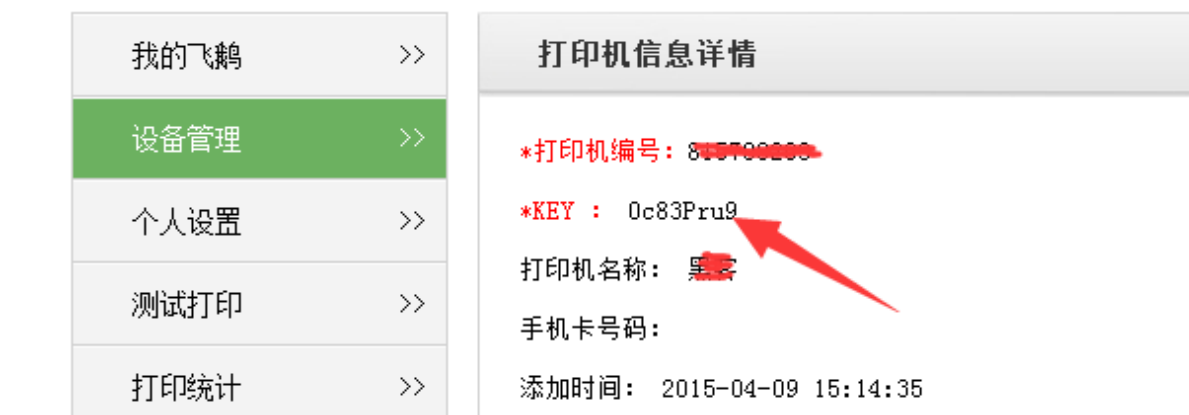 我的飞鹅 >>
设备管理 >>
个人设置 >>
测试打印 >>
打印统计 >>
打印机信息详情
*打印机编号: 8
*KEY : 0c83Pru9
打印机名称:
手机卡号码:
添加时间: 2015-04-09 15:14:35